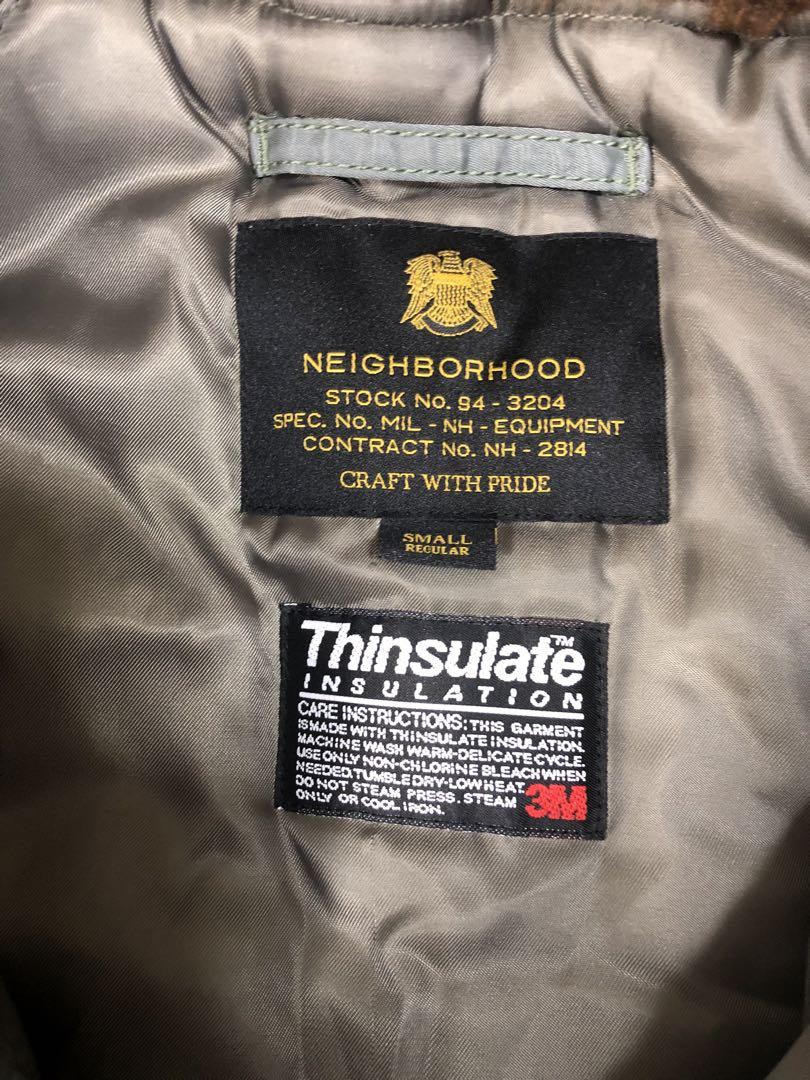 NEIGHBORHOOD
STOCK No. 94 - 3204
SPEC. No. MIL - NH - EQUIPMENT
CONTRACT No. NH - 2814
CRAFT WITH PRIDE
SMALL
REGULAR
Thinsulate™
INSULATION
CARE INSTRUCTIONS: THIS GARMENT
IS MADE WITH THINSULATE INSULATION.
MACHINE WASH WARM-DELICATE CYCLE.
USE ONLY NON-CHLORINE BLEACH WHEN
NEEDED. TUMBLE DRY-LOW HEAT.
DO NOT STEAM PRESS. STEAM
ONLY OR COOL IRON.
3M